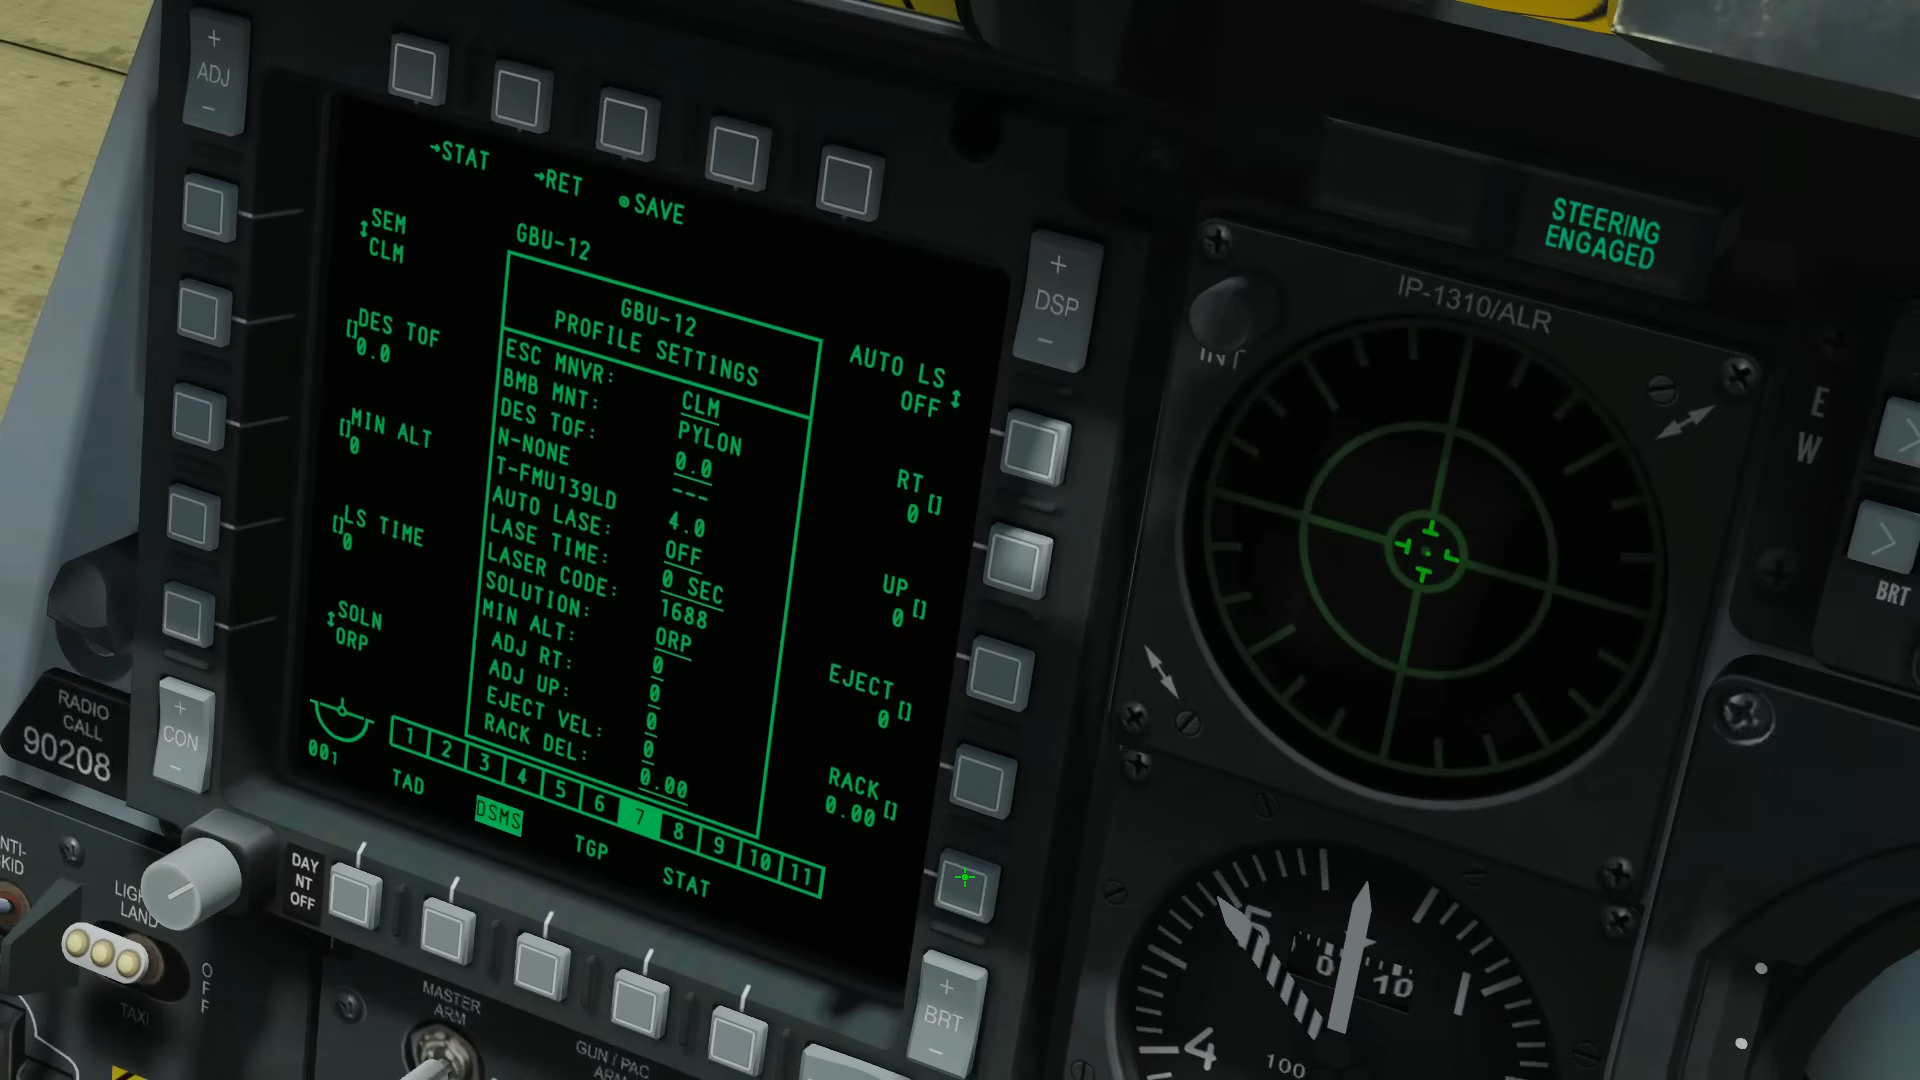 +
ADJ
-
→STAT
→RET
SAVE
SEM
CLM
DES TOF
0.0
MIN ALT
0
LS TIME
0
SOLN
ORP
GBU-12
GBU-12
PROFILE SETTINGS
ESC MNVR: CLM
BMB MNT: PYLON
DES TOF: 0.0
N-NONE ---
T-FMU139LD 4.0
AUTO LASE: OFF
LASE TIME: 0 SEC
LASER CODE: 1688
SOLUTION: ORP
MIN ALT: 0
ADJ RT: 0
ADJ UP: 0
EJECT VEL: 0
RACK DEL: 0.00
AUTO LS
OFF
RT
0
UP
0
EJECT
0
RACK
0.00
001
1 2 3 4 5 6 7 8 9 10 11
TAD
DSMS
TGP
STAT
+
DSP
-
+
CON
-
+
BRT
-
STEERING
ENGAGED
IP-1310/ALR
INT
E
W
BRT
RADIO
CALL
90208
DAY
NT
OFF
LAND
OFF
TAXI
MASTER
ARM
GUN / PAC
0
10
5
1
4
100